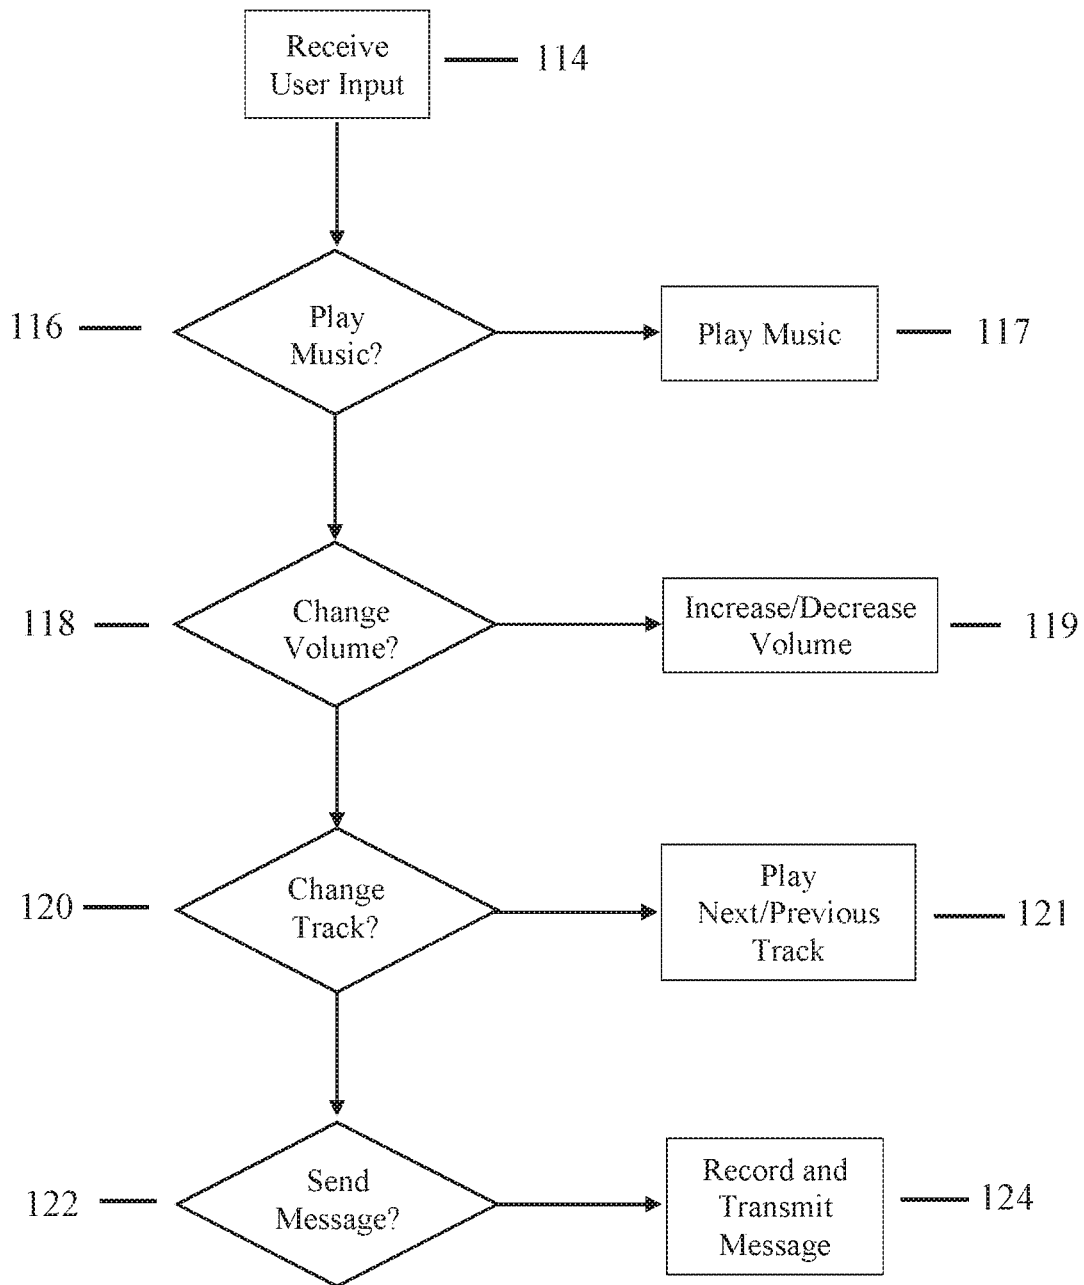 Receive
User Input
114
116
Play
Music?
Play Music
117
118
Change
Volume?
Increase/Decrease
Volume
119
120
Change
Track?
Play
Next/Previous
Track
121
122
Send
Message?
Record and
Transmit
Message
124